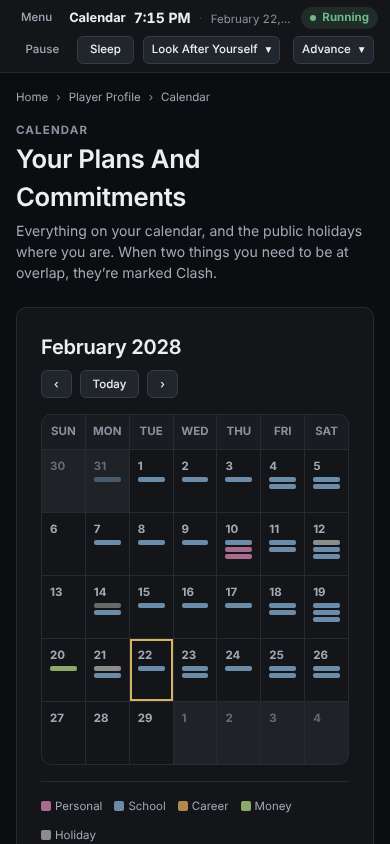 Menu Calendar 7:15 PM · February 22,... Running
Pause Sleep Look After Yourself ▾ Advance ▾
Home › Player Profile › Calendar
CALENDAR
Your Plans And
Commitments
Everything on your calendar, and the public holidays
where you are. When two things you need to be at
overlap, they’re marked Clash.
February 2028
‹ Today ›
SUN MON TUE WED THU FRI SAT
30 31 1 2 3 4 5
6 7 8 9 10 11 12
13 14 15 16 17 18 19
20 21 22 23 24 25 26
27 28 29 1 2 3 4
Personal School Career Money
Holiday